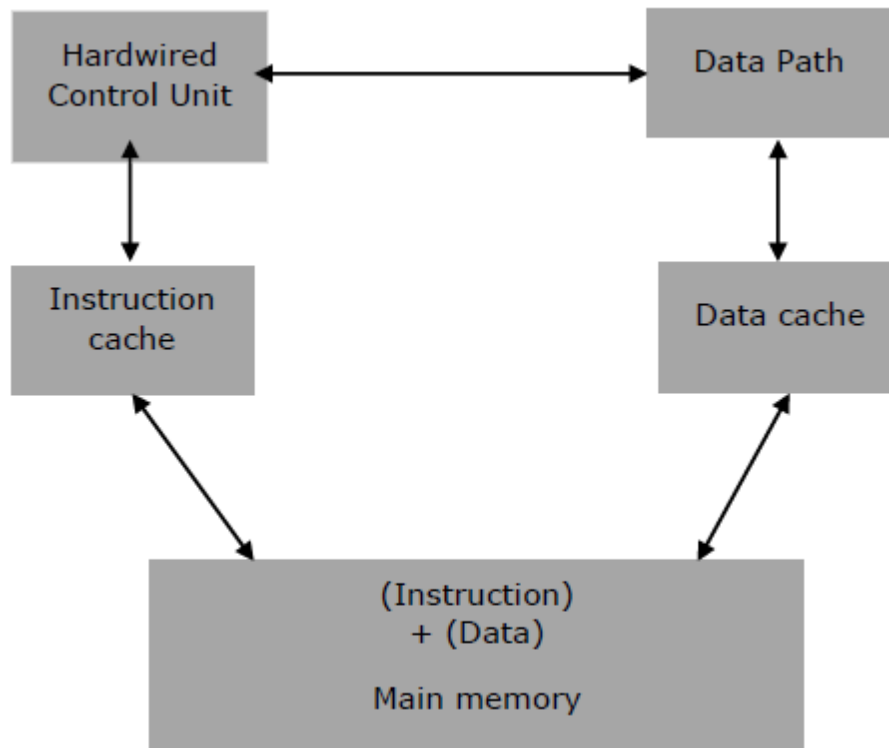 Hardwired
Control Unit
Data Path
Instruction
cache
Data cache
(Instruction)
+ (Data)
Main memory